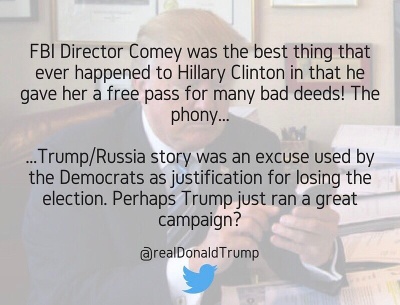 FBI Director Comey was the best thing that
ever happened to Hillary Clinton in that he
gave her a free pass for many bad deeds! The
phony...
...Trump/Russia story was an excuse used by
the Democrats as justification for losing the
election. Perhaps Trump just ran a great
campaign?
@realDonaldTrump